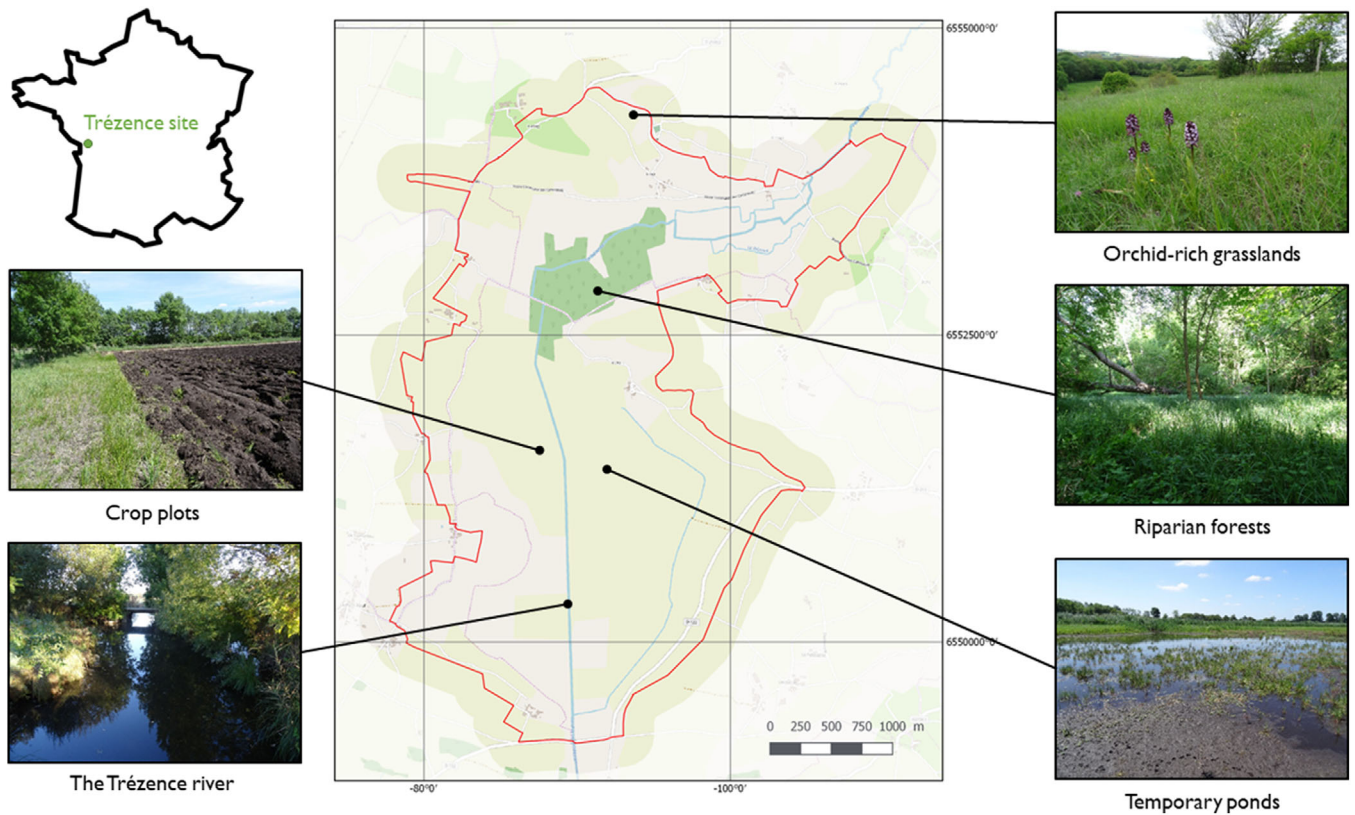 Trézence site
6555000°0'
Orchid-rich grasslands
6552500°0'
Crop plots
Riparian forests
6550000°0'
0 250 500 750 1000 m
The Trézence river
-80°0'
-100°0'
Temporary ponds